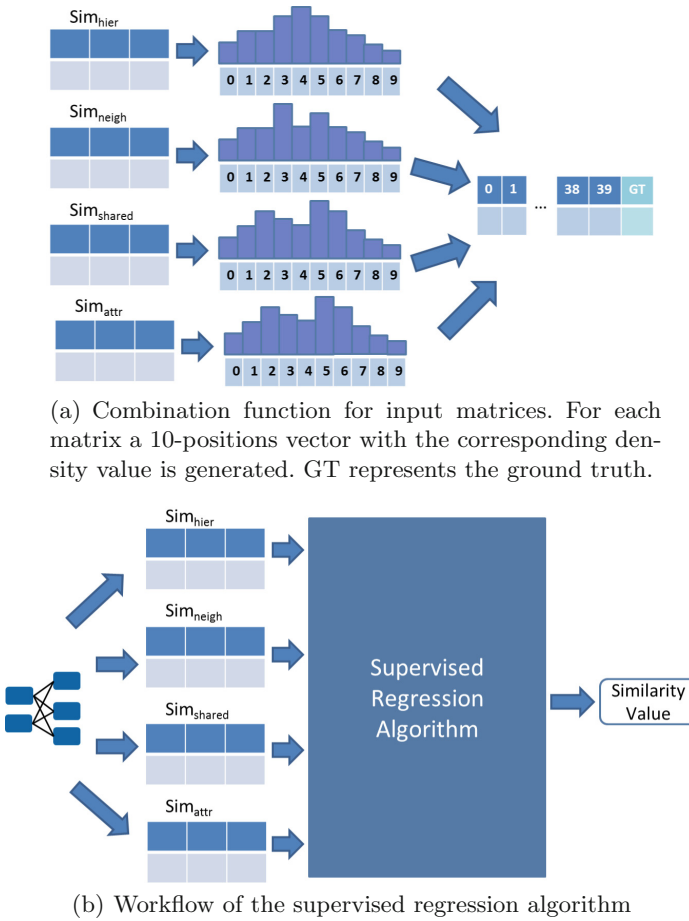 Sim_hier
0 1 2 3 4 5 6 7 8 9
Sim_neigh
0 1 2 3 4 5 6 7 8 9
0 1 ... 38 39 GT
Sim_shared
0 1 2 3 4 5 6 7 8 9
Sim_attr
0 1 2 3 4 5 6 7 8 9
(a) Combination function for input matrices. For each
matrix a 10-positions vector with the corresponding den-
sity value is generated. GT represents the ground truth.
Sim_hier
Sim_neigh
Sim_shared
Sim_attr
Supervised
Regression
Algorithm
Similarity
Value
(b) Workflow of the supervised regression algorithm